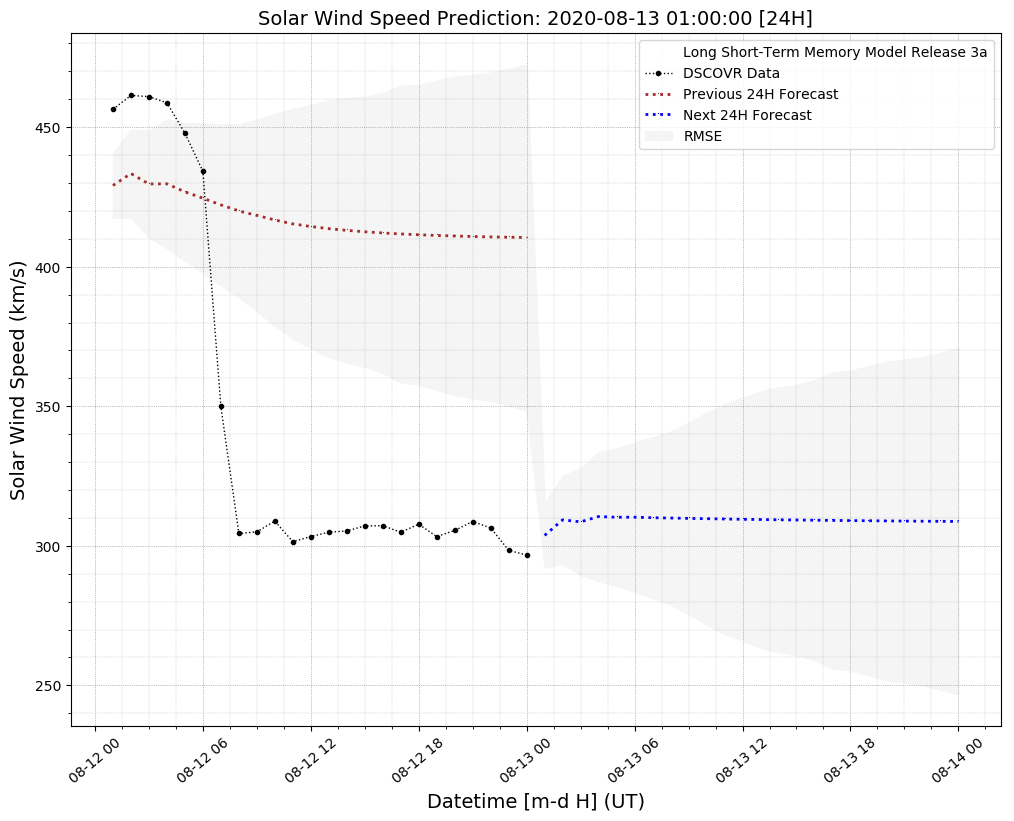 Solar Wind Speed Prediction: 2020-08-13 01:00:00 [24H]
Long Short-Term Memory Model Release 3a
DSCOVR Data
Previous 24H Forecast
Next 24H Forecast
RMSE
Solar Wind Speed (km/s)
450
400
350
300
250
08-12 00
08-12 06
08-12 12
08-12 18
08-13 00
08-13 06
08-13 12
08-13 18
08-14 00
Datetime [m-d H] (UT)